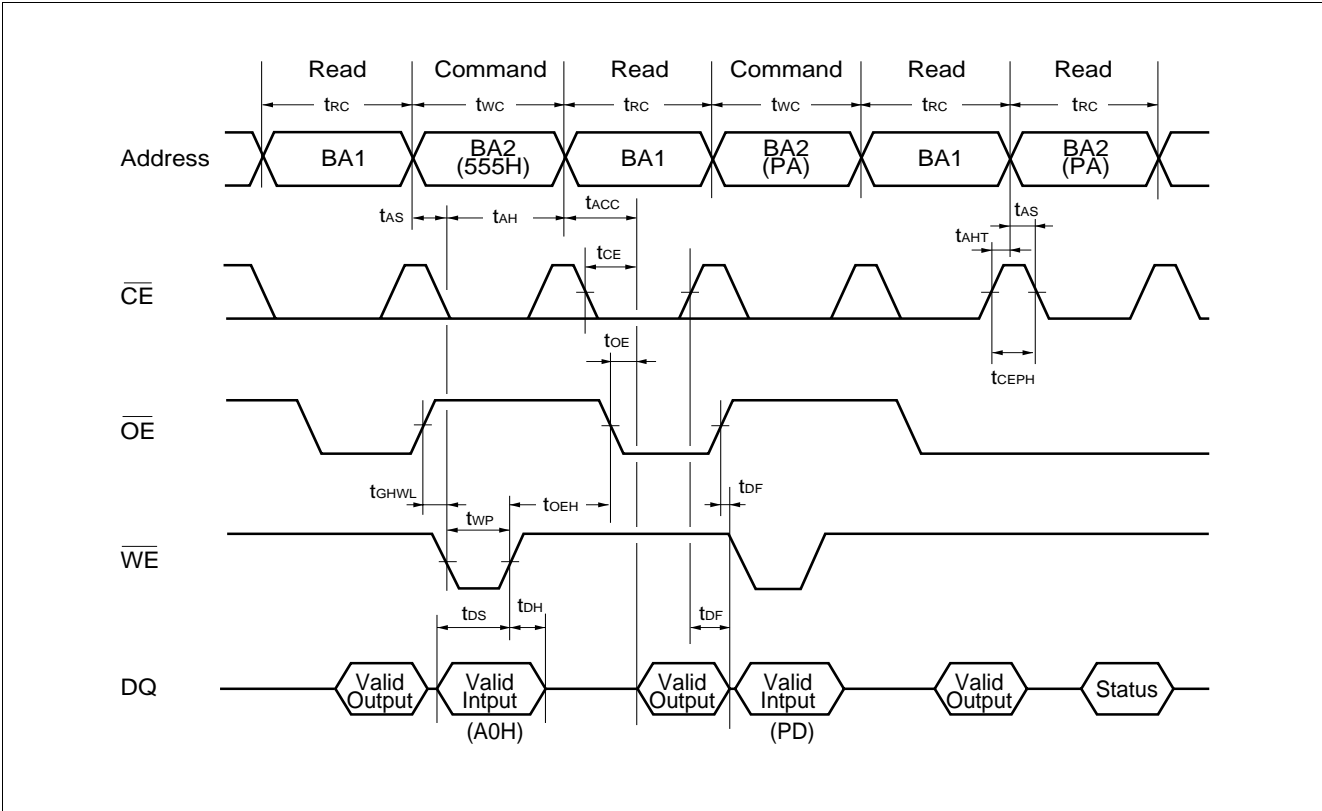 Read Command Read Command Read Read
tRC tWC tRC tWC tRC tRC
Address BA1 BA2 BA1 BA2 BA1 BA2
(555H) (PA) (PA)
tAS tAH tACC tAS
tAHT
tCE
CE
tOE
tCEPH
OE
tGHWL tOEH tDF
tWP
WE
tDS tDH tDF
DQ Valid Valid Valid Valid Valid Status
Output Intput Output Intput Output
(A0H) (PD)